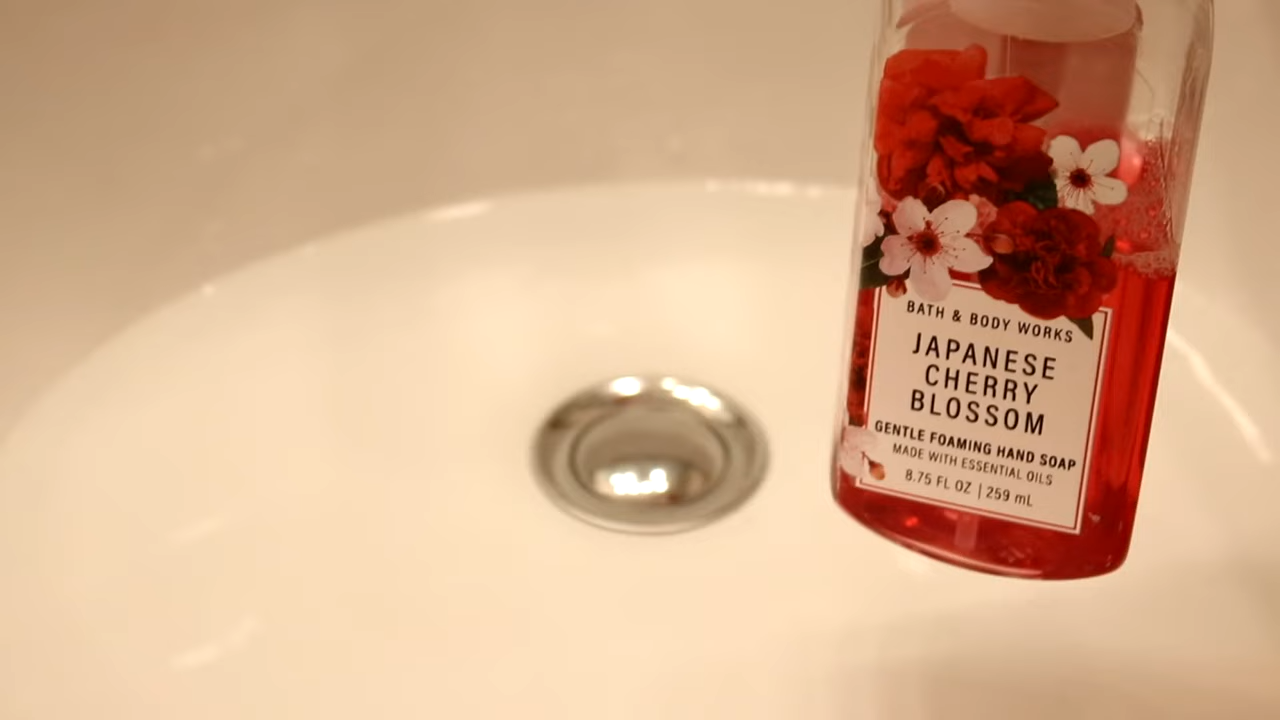 BATH & BODY WORKS
JAPANESE
CHERRY
BLOSSOM
GENTLE FOAMING HAND SOAP
MADE WITH ESSENTIAL OILS
8.75 FL OZ | 259 mL